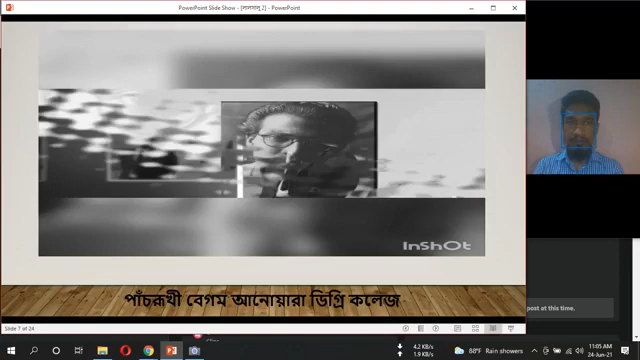 PowerPoint Slide Show - [লালসালু 2] - PowerPoint
InShOt
পাঁচরুখী বেগম আনোয়ারা ডিগ্রি কলেজ
post at this time.
Slide 7 of 24
4.2 KB/s
1.9 KB/s
88°F Rain showers
11:05 AM
24-Jun-21